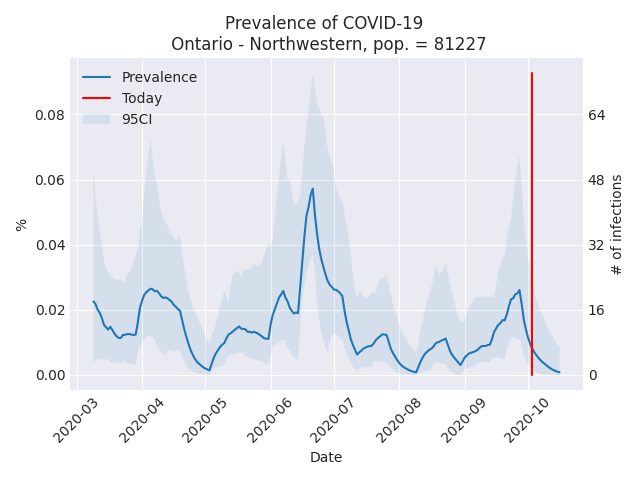 Prevalence of COVID-19
Ontario - Northwestern, pop. = 81227
Prevalence
Today
95CI
0.08
0.06
0.04
0.02
0.00
%
64
48
32
16
0
# of infections
2020-03
2020-04
2020-05
2020-06
2020-07
2020-08
2020-09
2020-10
Date